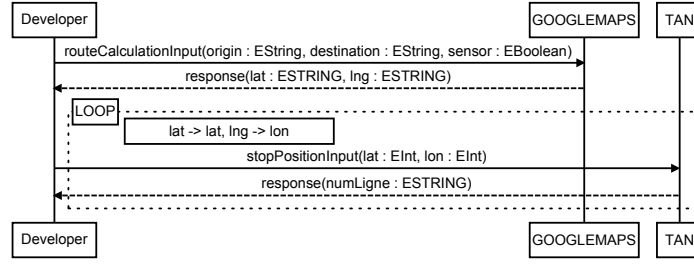 Developer GOOGLEMAPS TAN
routeCalculationInput(origin : EString, destination : EString, sensor : EBoolean)
response(lat : ESTRING, lng : ESTRING)
LOOP
lat -> lat, lng -> lon
stopPositionInput(lat : EInt, lon : EInt)
response(numLigne : ESTRING)
Developer GOOGLEMAPS TAN